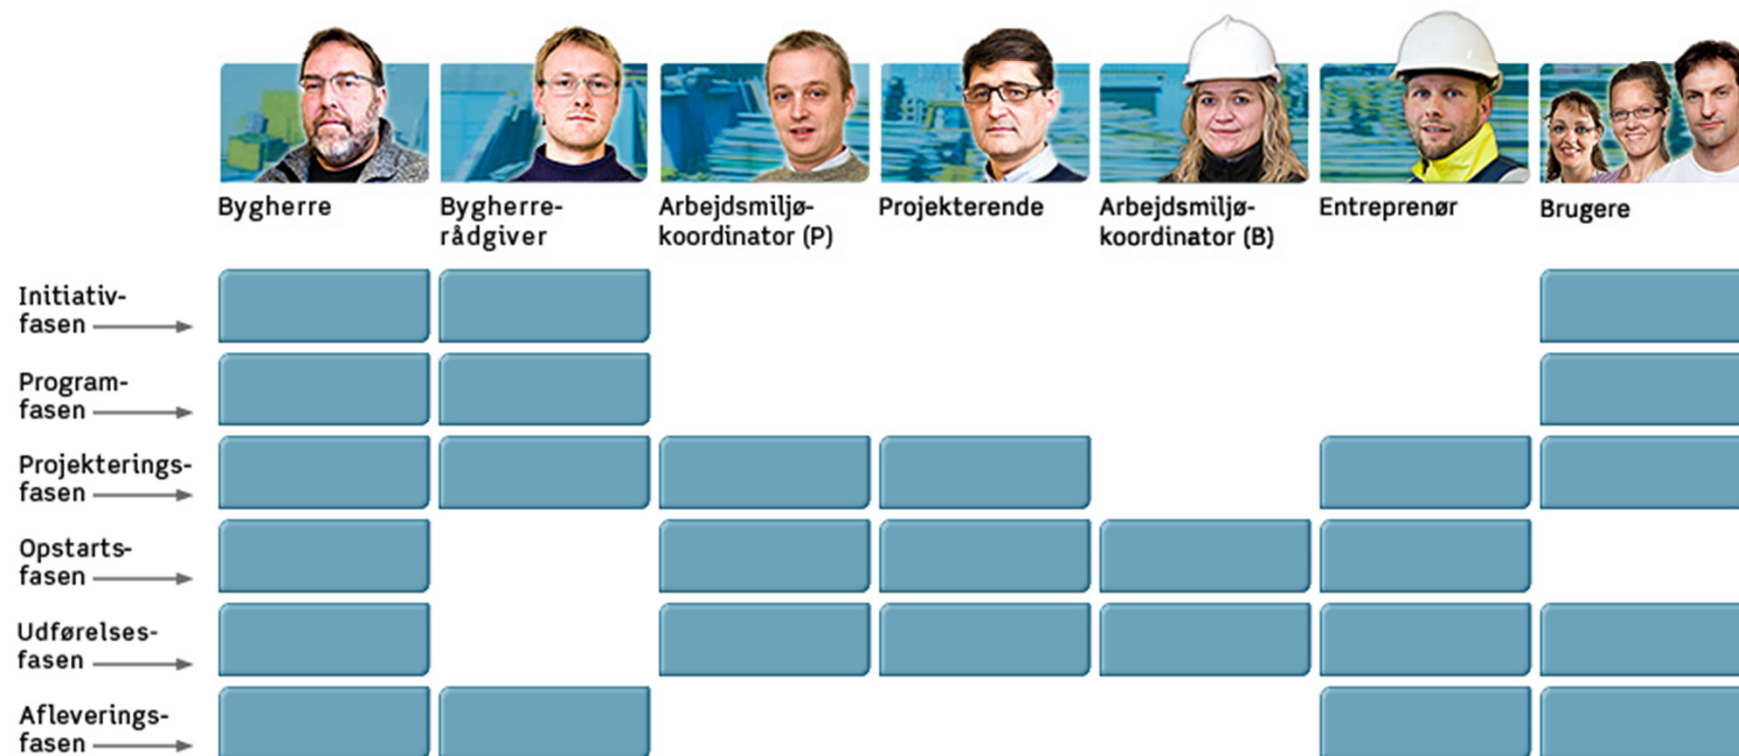 Bygherre
Bygherre-
rådgiver
Arbejdsmiljø-
koordinator (P)
Projekterende
Arbejdsmiljø-
koordinator (B)
Entreprenør
Brugere
Initiativ-
fasen
Program-
fasen
Projekterings-
fasen
Opstarts-
fasen
Udførelses-
fasen
Afleverings-
fasen